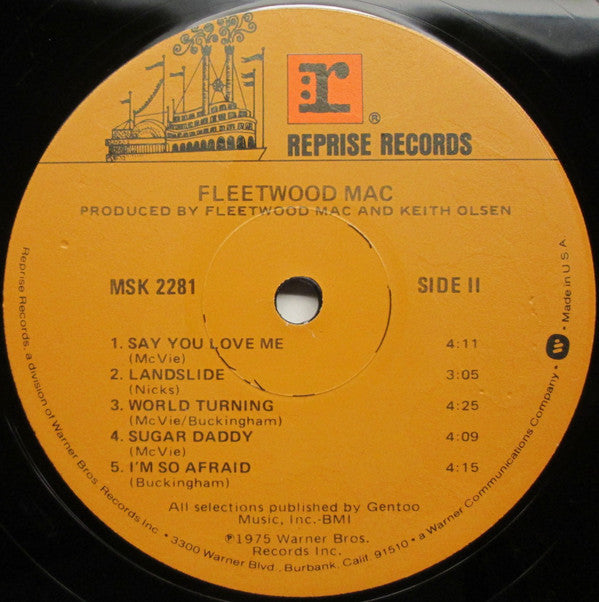 r ®
REPRISE RECORDS
FLEETWOOD MAC
PRODUCED BY FLEETWOOD MAC AND KEITH OLSEN
MSK 2281
SIDE II
1. SAY YOU LOVE ME 4:11
(McVie)
2. LANDSLIDE 3:05
(Nicks)
3. WORLD TURNING 4:25
(McVie/Buckingham)
4. SUGAR DADDY 4:09
(McVie)
5. I'M SO AFRAID 4:15
(Buckingham)
All selections published by Gentoo
Music, Inc.-BMI
℗1975 Warner Bros.
Records Inc.
Reprise Records, a division of Warner Bros. Records Inc. • 3300 Warner Blvd., Burbank, Calif. 91510 • a Warner Communications Company. • W • Made in U.S.A.